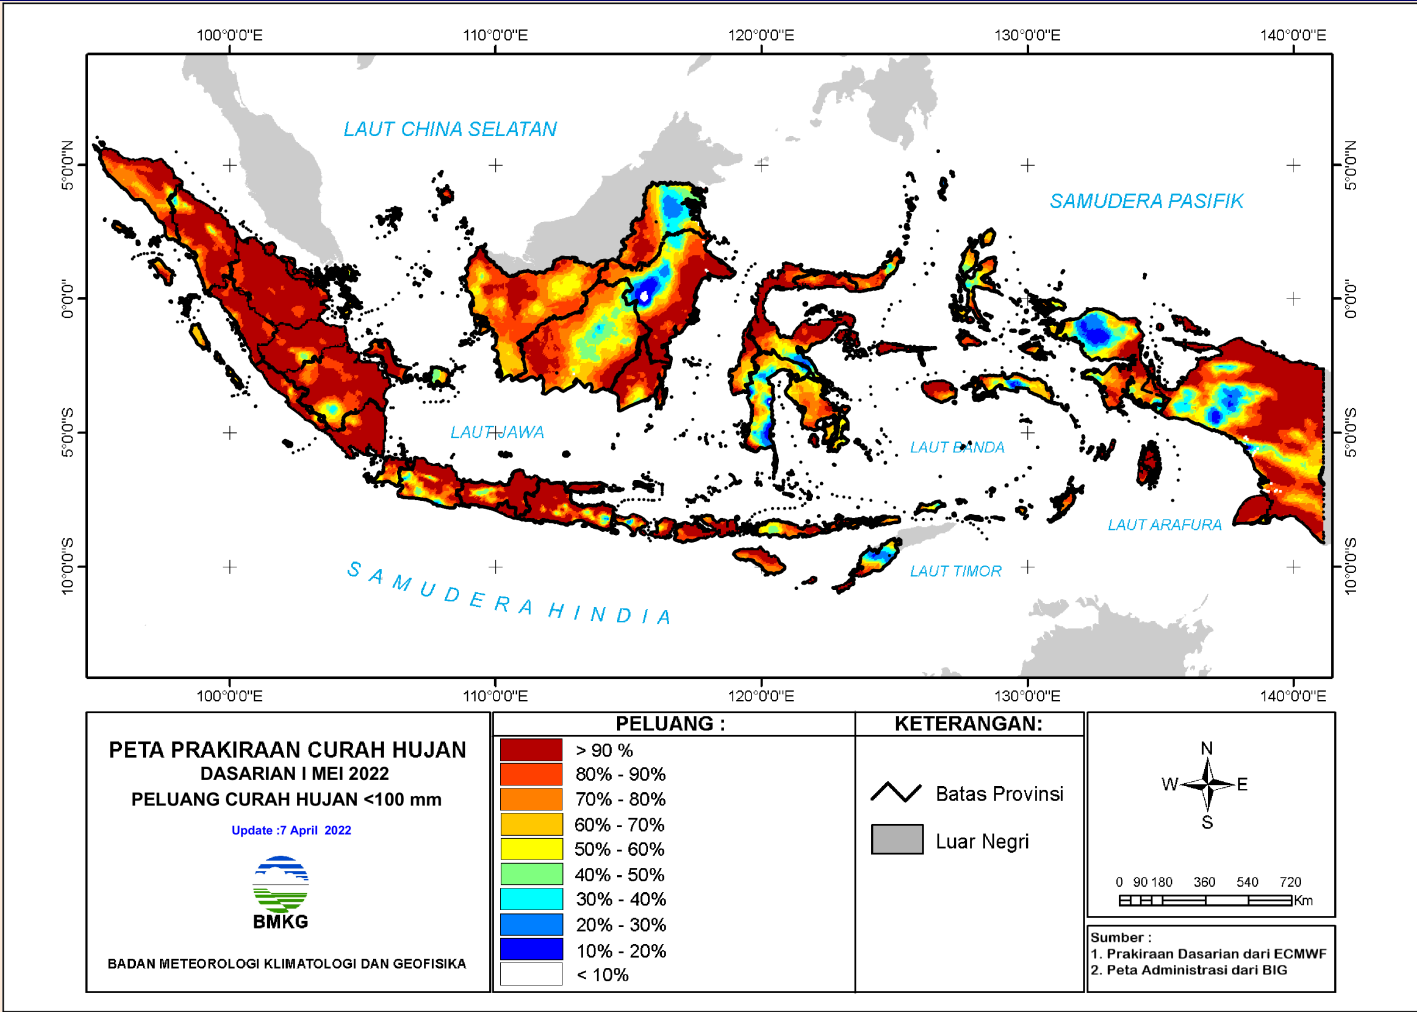 100°0'0"E 110°0'0"E 120°0'0"E 130°0'0"E 140°0'0"E
LAUT CHINA SELATAN
5°0'0"N
5°0'0"N
SAMUDERA PASIFIK
0°0'0"
0°0'0"
LAUT JAWA
5°0'0"S
5°0'0"S
LAUT BANDA
LAUT ARAFURA
10°0'0"S
10°0'0"S
LAUT TIMOR
SAMUDERA HINDIA
100°0'0"E 110°0'0"E 120°0'0"E 130°0'0"E 140°0'0"E
PETA PRAKIRAAN CURAH HUJAN
DASARIAN I MEI 2022
PELUANG CURAH HUJAN <100 mm
Update :7 April 2022
BMKG
BADAN METEOROLOGI KLIMATOLOGI DAN GEOFISIKA
PELUANG :
> 90 %
80% - 90%
70% - 80%
60% - 70%
50% - 60%
40% - 50%
30% - 40%
20% - 30%
10% - 20%
< 10%
KETERANGAN:
Batas Provinsi
Luar Negri
N
W E
S
0 90 180 360 540 720
Km
Sumber :
1. Prakiraan Dasarian dari ECMWF
2. Peta Administrasi dari BIG